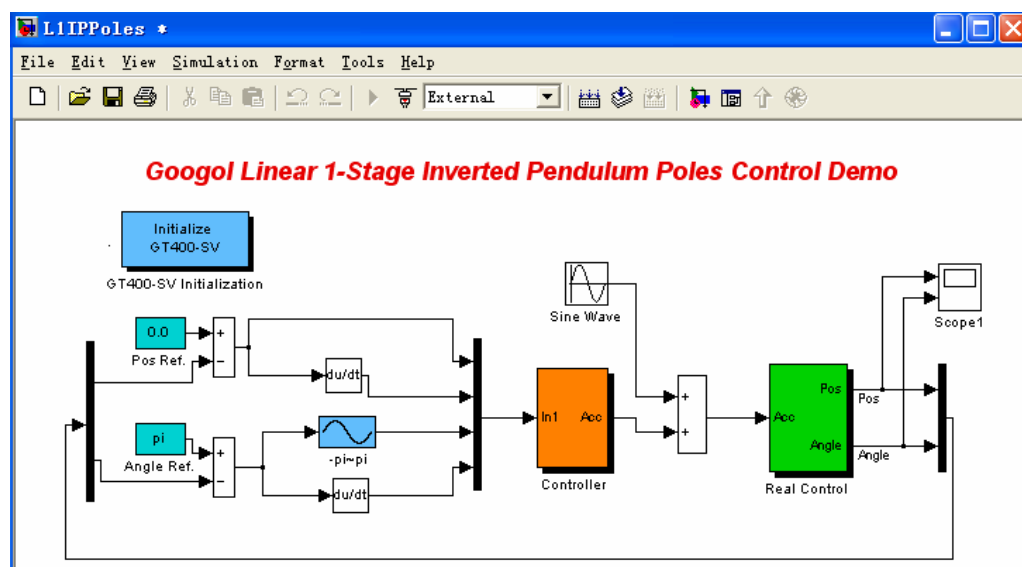 L1IPPoles *
File Edit View Simulation Format Tools Help
External
Googol Linear 1-Stage Inverted Pendulum Poles Control Demo
Initialize
GT400-SV
GT400-SV Initialization
Sine Wave
Scope1
0.0
+
−
Pos Ref.
du/dt
pi
+
−
Angle Ref.
-pi~pi
du/dt
In1 Acc
Controller
+
+
Acc
Pos
Angle
Real Control
Pos
Angle